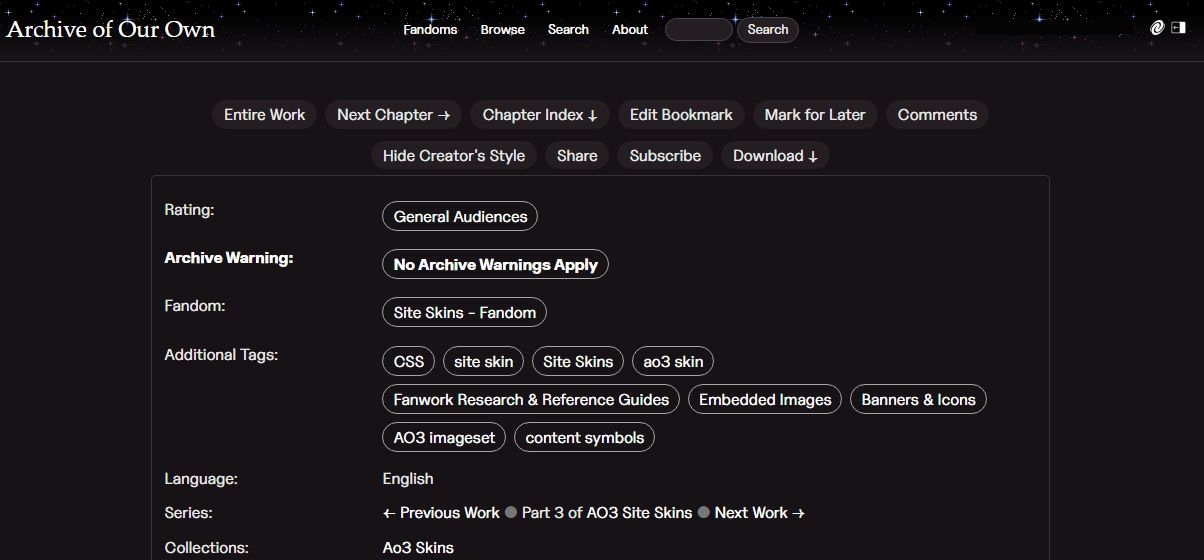 Archive of Our Own Fandoms Browse Search About Search
Entire Work Next Chapter → Chapter Index ↓ Edit Bookmark Mark for Later Comments
Hide Creator's Style Share Subscribe Download ↓
Rating: General Audiences
Archive Warning: No Archive Warnings Apply
Fandom: Site Skins - Fandom
Additional Tags: CSS site skin Site Skins ao3 skin
Fanwork Research & Reference Guides Embedded Images Banners & Icons
AO3 imageset content symbols
Language: English
Series: ← Previous Work ● Part 3 of AO3 Site Skins ● Next Work →
Collections: Ao3 Skins